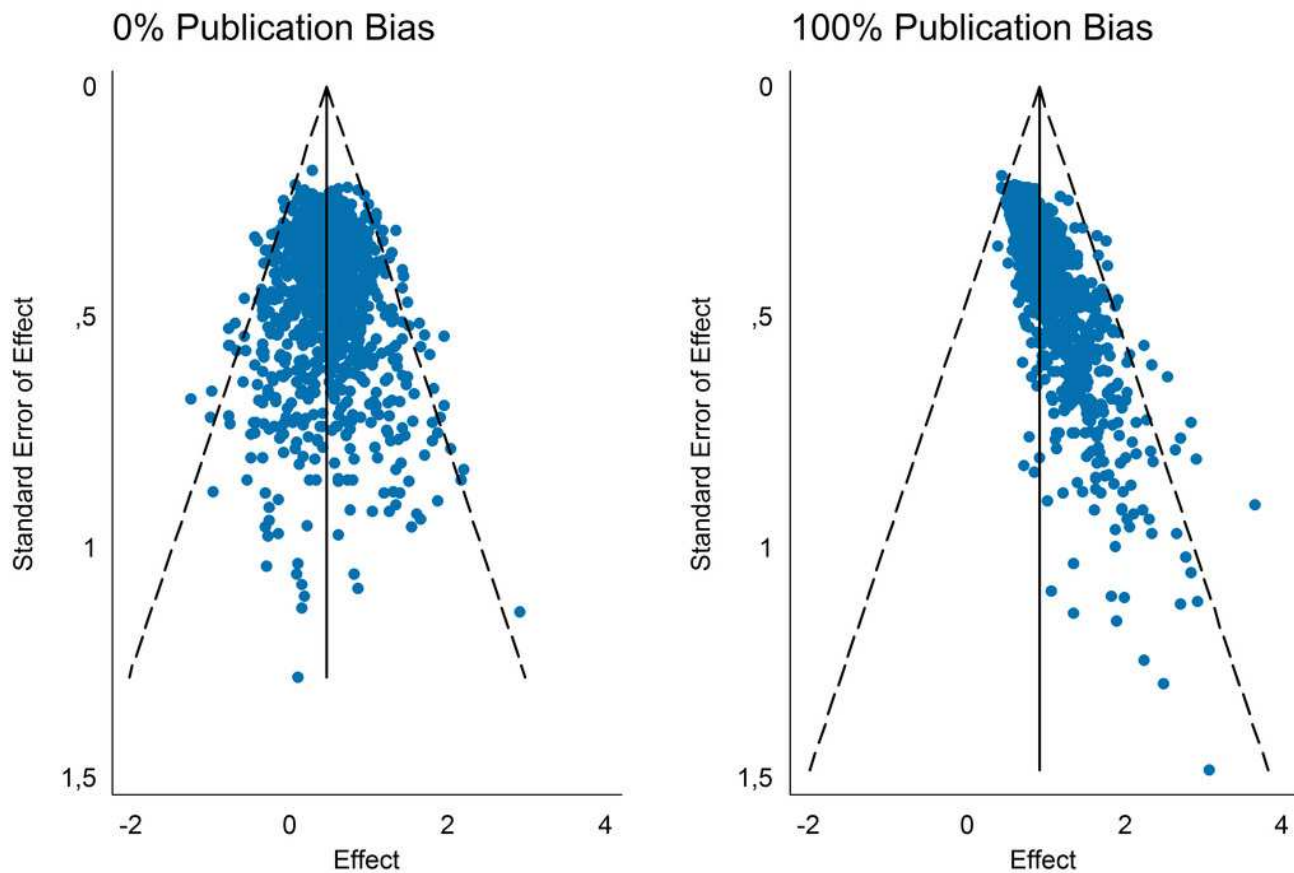 0% Publication Bias
0
,5
1
1,5
Standard Error of Effect
-2 0 2 4
Effect
100% Publication Bias
0
,5
1
1,5
Standard Error of Effect
-2 0 2 4
Effect